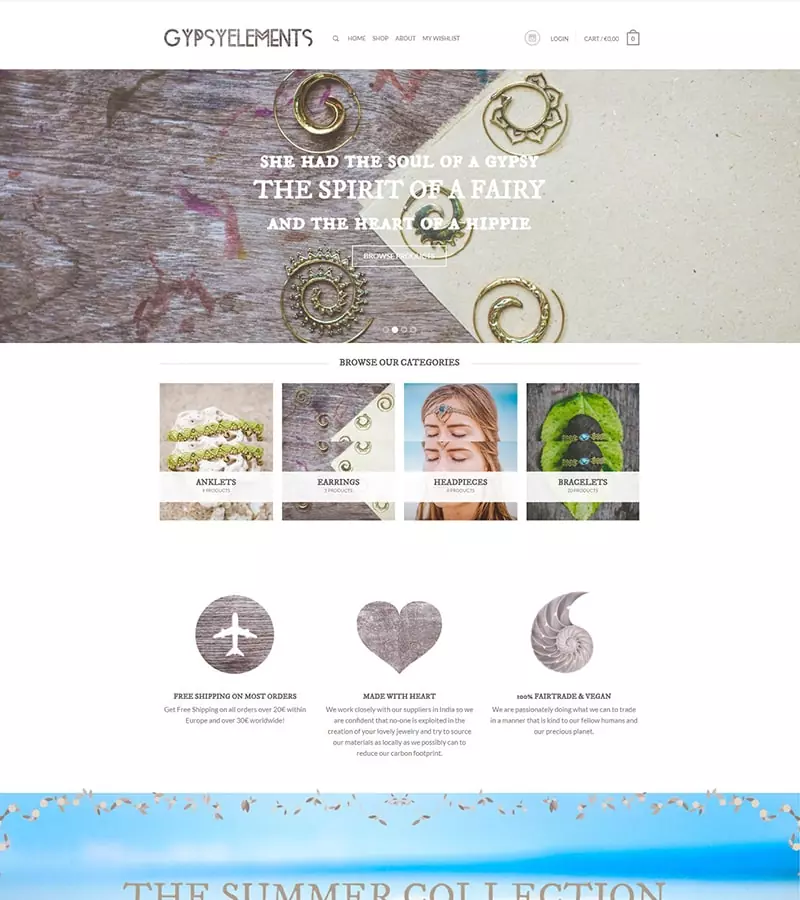 GYPSYELEMENTS
HOME SHOP ABOUT MY WISHLIST
LOGIN CART / €0,00 0
SHE HAD THE SOUL OF A GYPSY
THE SPIRIT OF A FAIRY
AND THE HEART OF A HIPPIE
BROWSE PRODUCTS
BROWSE OUR CATEGORIES
ANKLETS EARRINGS HEADPIECES BRACELETS
PRODUCTS PRODUCTS PRODUCTS PRODUCTS
FREE SHIPPING ON MOST ORDERS
Get Free Shipping on all orders over 20€ within
Europe and over 30€ worldwide!
MADE WITH HEART
We work closely with our suppliers in India so we
are confident that no-one is exploited in the
creation of your lovely jewelry and try to source
our materials as locally as we possibly can to
reduce our carbon footprint.
100% FAIRTRADE & VEGAN
We are passionately doing what we can to trade
in a manner that is kind to our fellow humans and
our precious planet.
THE SUMMER COLLECTION